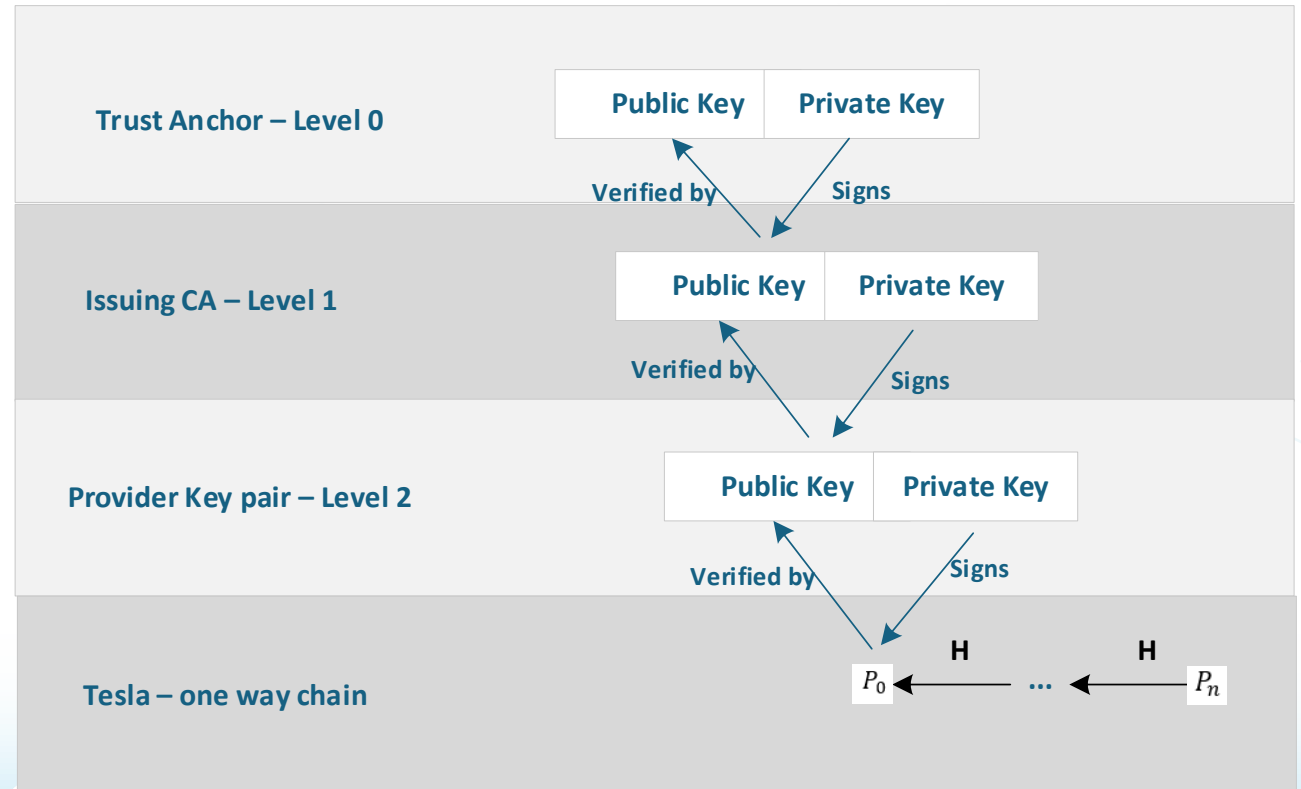 Trust Anchor – Level 0
Public Key
Private Key
Verified by
Signs
Issuing CA – Level 1
Public Key
Private Key
Verified by
Signs
Provider Key pair – Level 2
Public Key
Private Key
Verified by
Signs
Tesla – one way chain
H
H
P₀
...
Pₙ